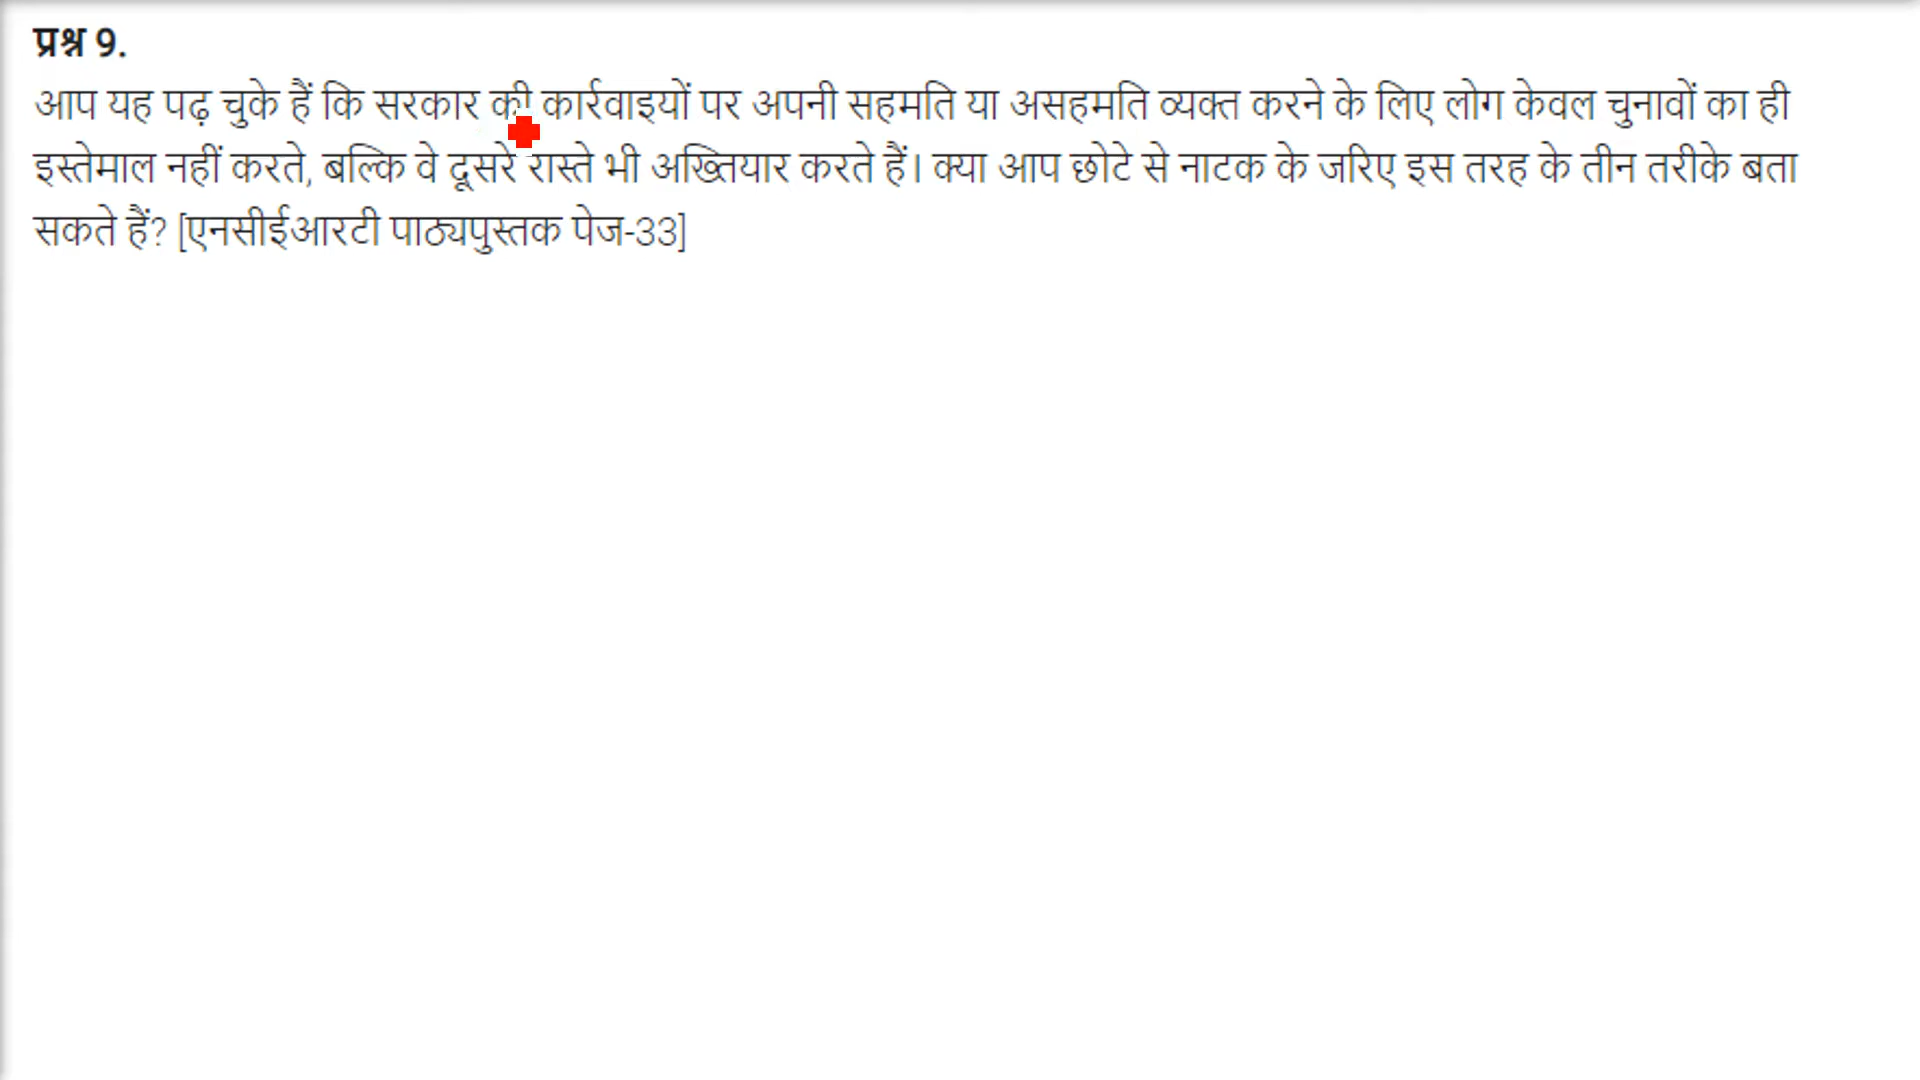 प्रश्न 9.
आप यह पढ़ चुके हैं कि सरकार की कार्रवाइयों पर अपनी सहमति या असहमति व्यक्त करने के लिए लोग केवल चुनावों का ही
इस्तेमाल नहीं करते, बल्कि वे दूसरे रास्ते भी अख्तियार करते हैं। क्या आप छोटे से नाटक के जरिए इस तरह के तीन तरीके बता
सकते हैं? [एनसीईआरटी पाठ्यपुस्तक पेज-33]